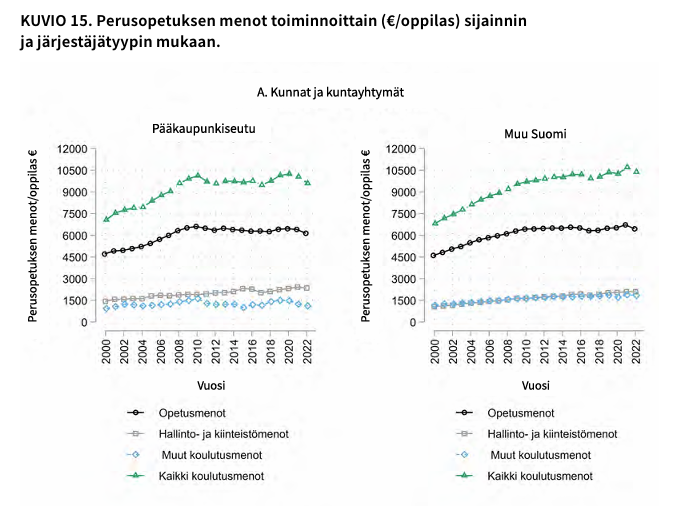 KUVIO 15. Perusopetuksen menot toiminnoittain (€/oppilas) sijainnin
ja järjestäjätyypin mukaan.
A. Kunnat ja kuntayhtymät
Pääkaupunkiseutu
Perusopetuksen menot/oppilas €
12000
10500
9000
7500
6000
4500
3000
1500
0
2000
2002
2004
2006
2008
2010
2012
2014
2016
2018
2020
2022
Vuosi
Opetusmenot
Hallinto- ja kiinteistömenot
Muut koulutusmenot
Kaikki koulutusmenot
Muu Suomi
Perusopetuksen menot/oppilas €
12000
10500
9000
7500
6000
4500
3000
1500
0
2000
2002
2004
2006
2008
2010
2012
2014
2016
2018
2020
2022
Vuosi
Opetusmenot
Hallinto- ja kiinteistömenot
Muut koulutusmenot
Kaikki koulutusmenot